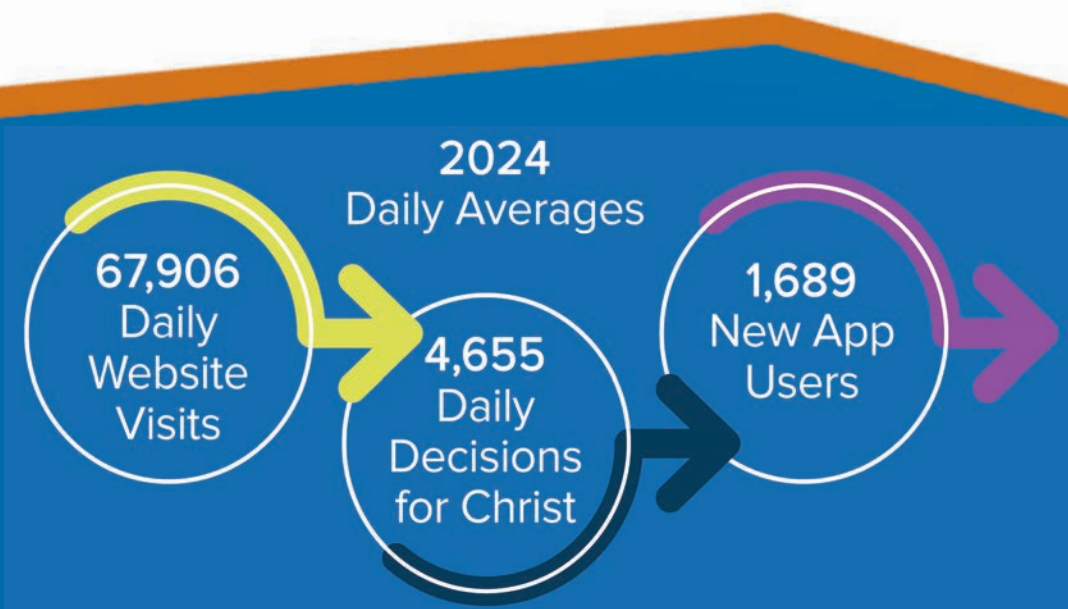 2024
Daily Averages
67,906
Daily
Website
Visits
4,655
Daily
Decisions
for Christ
1,689
New App
Users